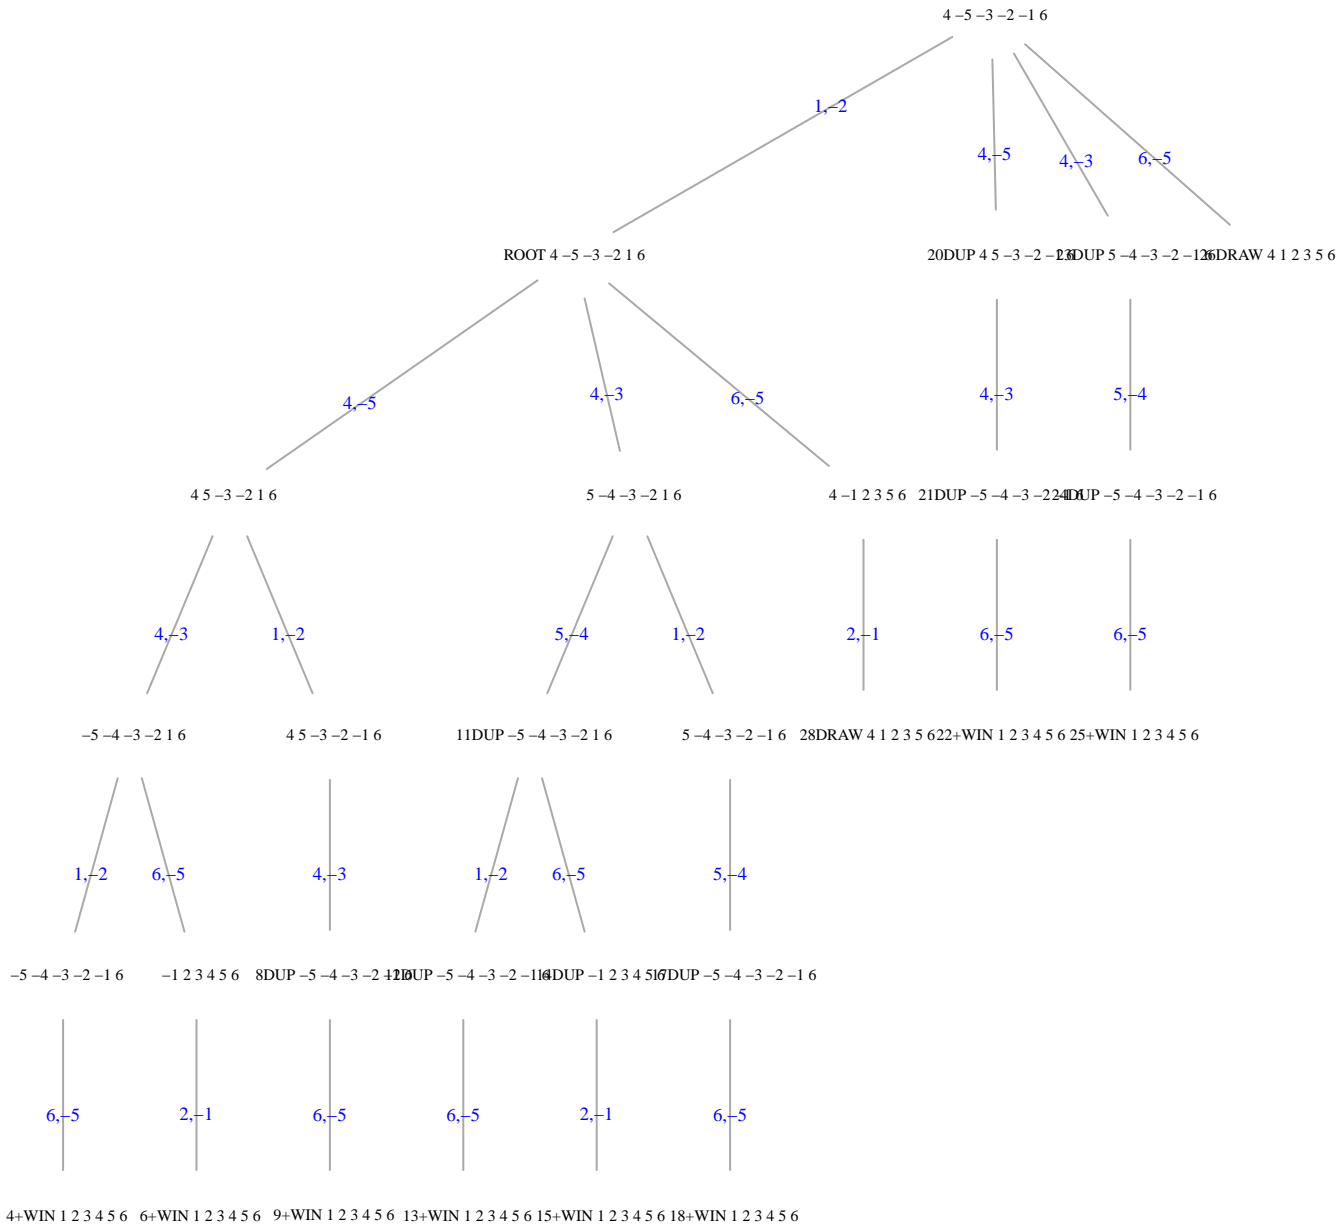 4 –5 –3 –2 –1 6
1,–2
4,–5
4,–3
6,–5
ROOT 4 –5 –3 –2 1 6
20DUP 4 5 –3 –2 –1 6
23DUP 5 –4 –3 –2 –1 6
26DRAW 4 1 2 3 5 6
4,–5
4,–3
6,–5
4,–3
5,–4
4 5 –3 –2 1 6
5 –4 –3 –2 1 6
4 –1 2 3 5 6
21DUP –5 –4 –3 –2 –1 6
24DUP –5 –4 –3 –2 –1 6
4,–3
1,–2
5,–4
1,–2
2,–1
6,–5
6,–5
–5 –4 –3 –2 1 6
4 5 –3 –2 –1 6
11DUP –5 –4 –3 –2 1 6
5 –4 –3 –2 –1 6
28DRAW 4 1 2 3 5 6
22+WIN 1 2 3 4 5 6
25+WIN 1 2 3 4 5 6
1,–2
6,–5
4,–3
1,–2
6,–5
5,–4
–5 –4 –3 –2 –1 6
–1 2 3 4 5 6
8DUP –5 –4 –3 –2 –1 6
12DUP –5 –4 –3 –2 –1 6
14DUP –1 2 3 4 5 6
17DUP –5 –4 –3 –2 –1 6
6,–5
2,–1
6,–5
6,–5
2,–1
6,–5
4+WIN 1 2 3 4 5 6
6+WIN 1 2 3 4 5 6
9+WIN 1 2 3 4 5 6
13+WIN 1 2 3 4 5 6
15+WIN 1 2 3 4 5 6
18+WIN 1 2 3 4 5 6